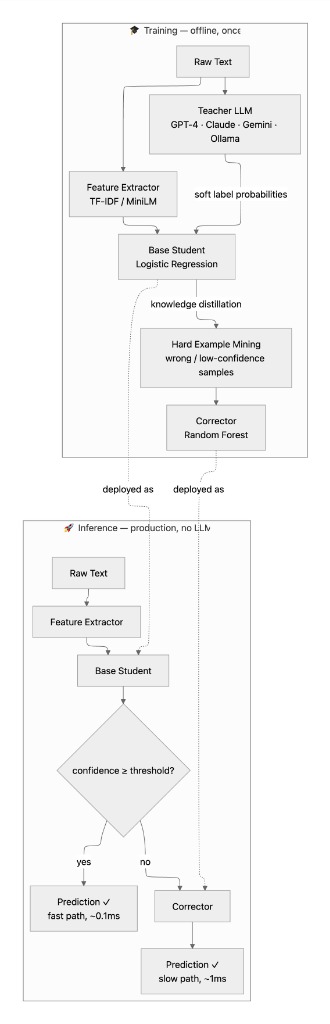 🎓 Training — offline, once
Raw Text
Teacher LLM
GPT-4 · Claude · Gemini ·
Ollama
Feature Extractor
TF-IDF / MiniLM
soft label probabilities
Base Student
Logistic Regression
knowledge distillation
Hard Example Mining
wrong / low-confidence
samples
Corrector
Random Forest
deployed as
deployed as
🚀 Inference — production, no LLM
Raw Text
Feature Extractor
Base Student
confidence ≥ threshold?
yes
no
Prediction ✓
fast path, ~0.1ms
Corrector
Prediction ✓
slow path, ~1ms